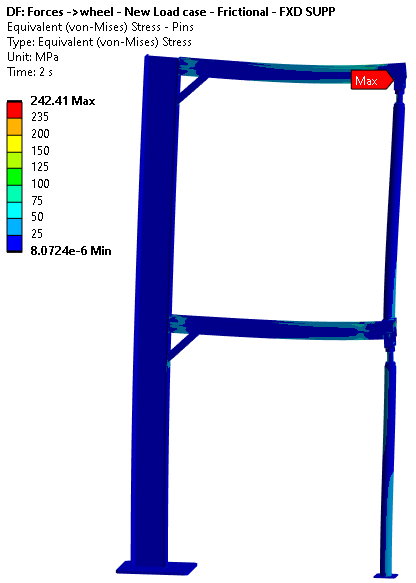 DF: Forces ->wheel - New Load case - Frictional - FXD SUPP
Equivalent (von-Mises) Stress - Pins
Type: Equivalent (von-Mises) Stress
Unit: MPa
Time: 2 s
242.41 Max
235
200
150
125
100
75
50
25
8.0724e-6 Min
Max